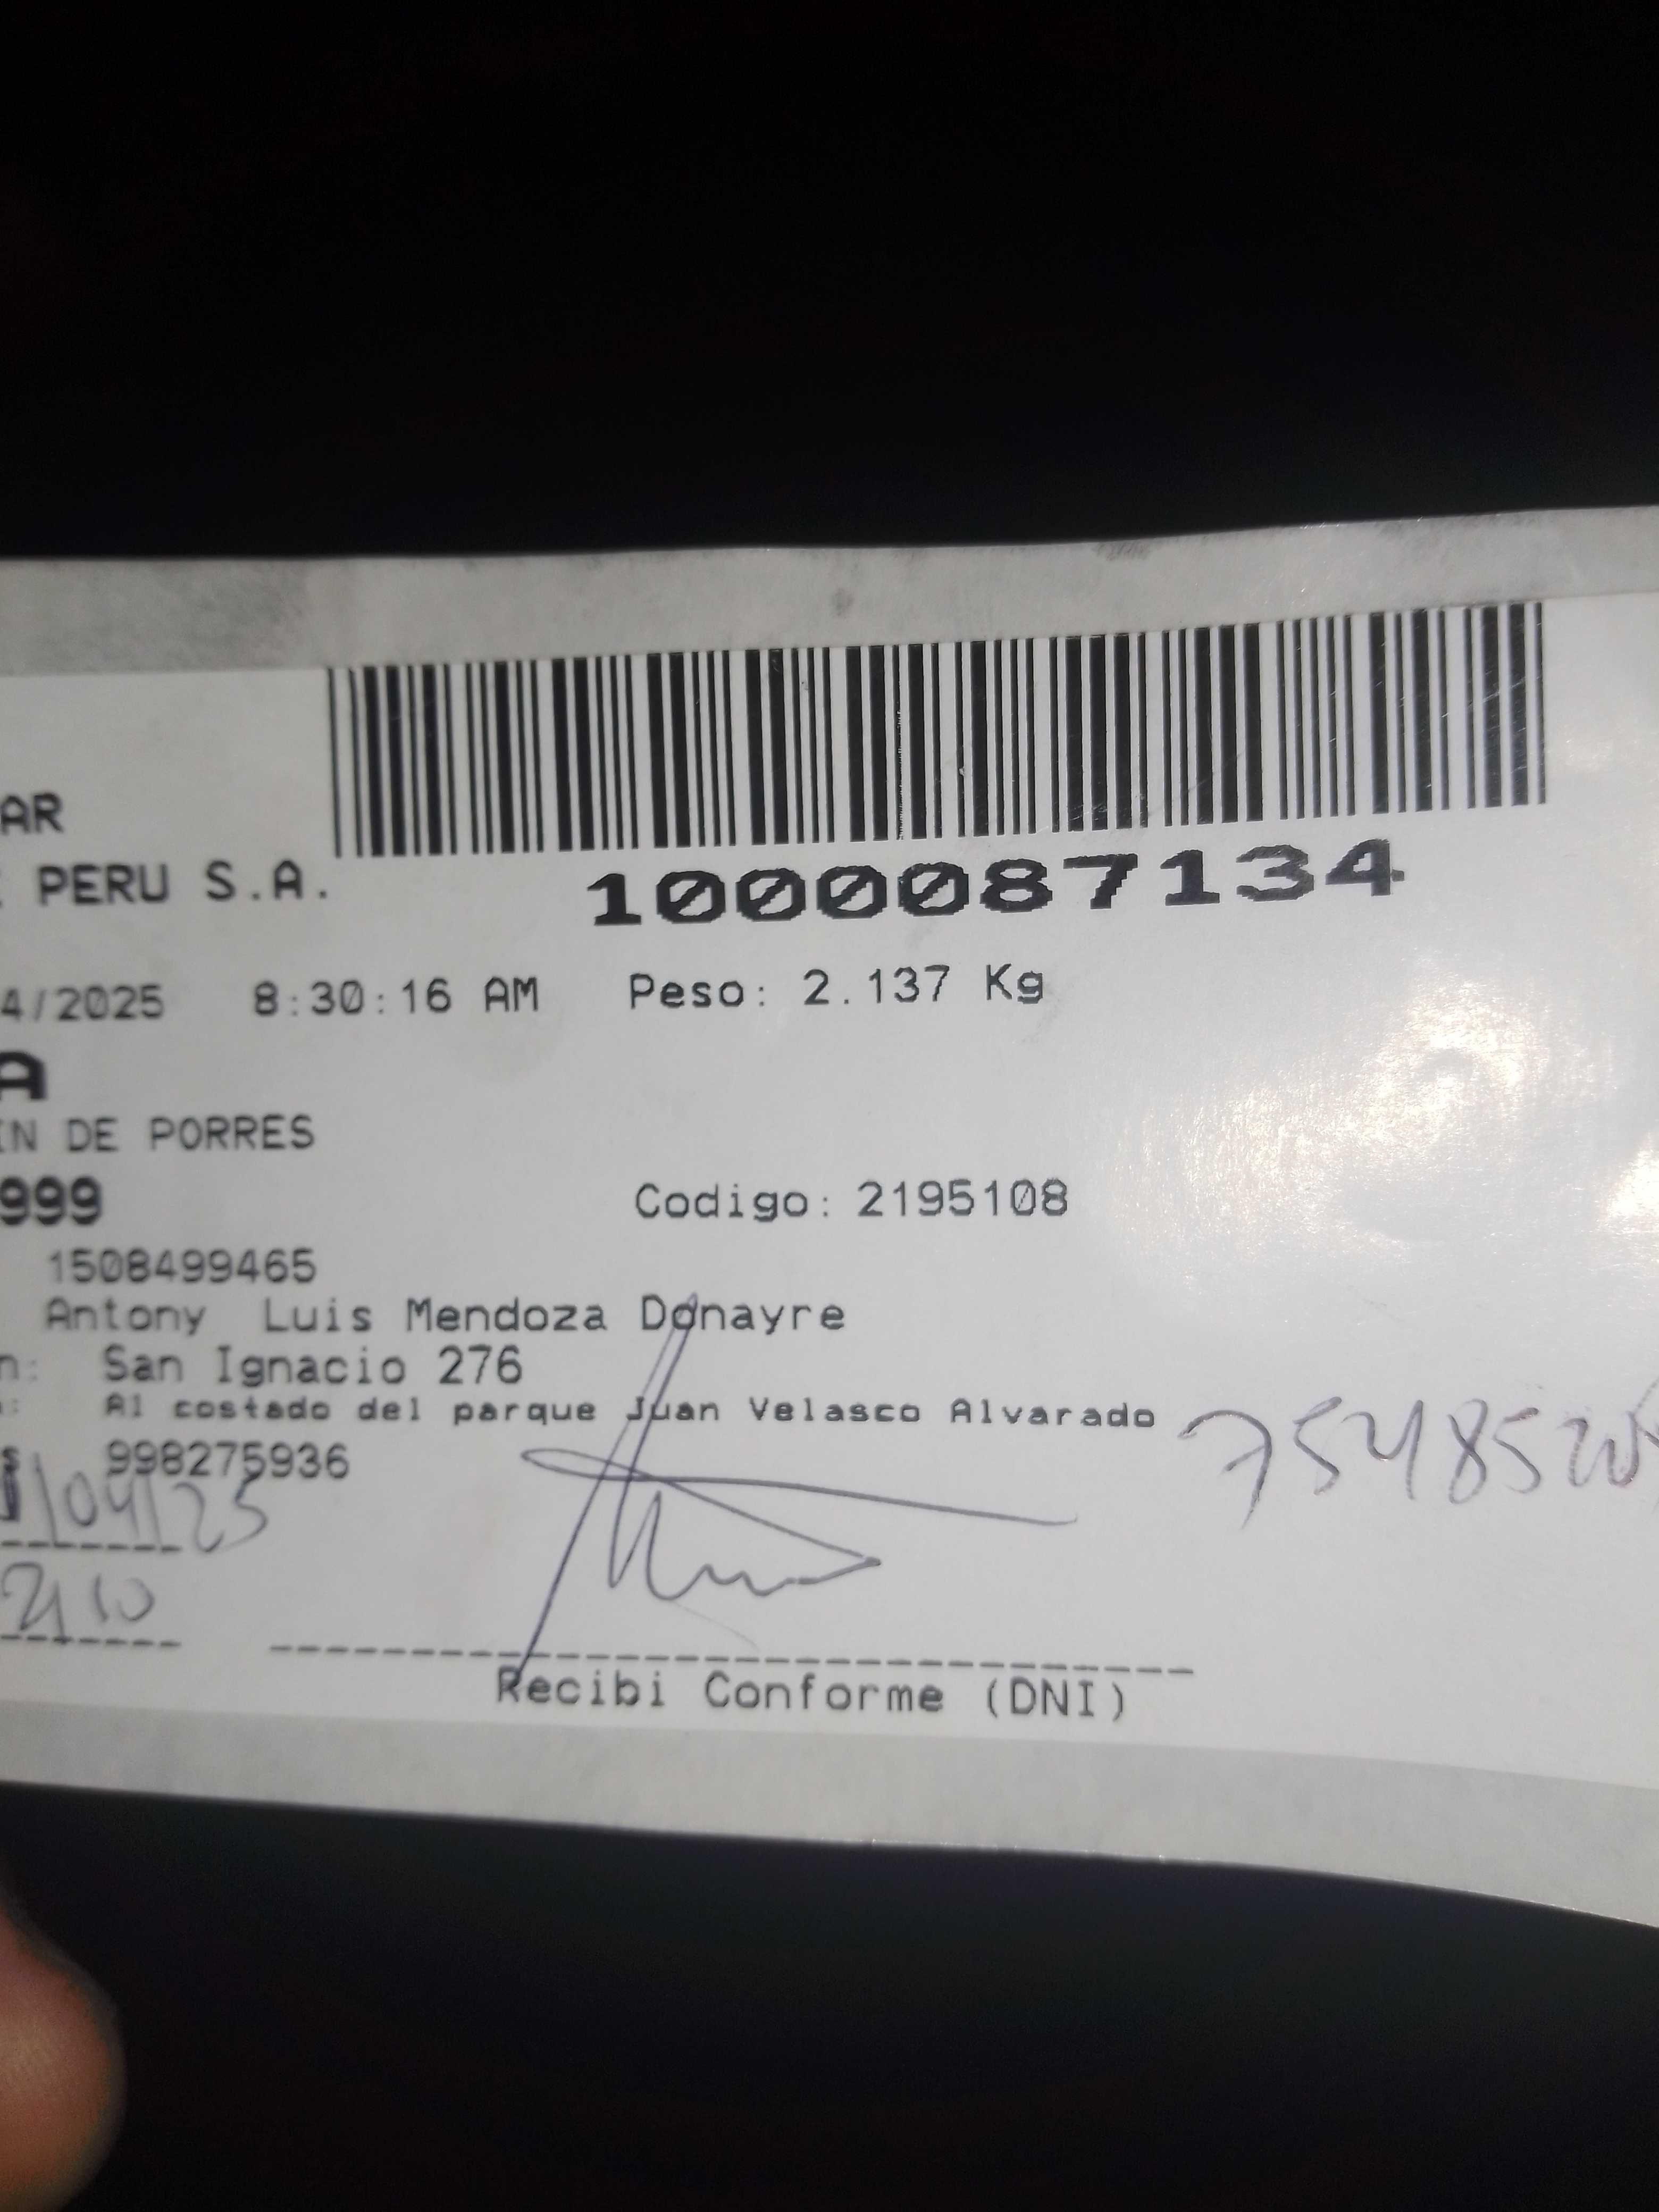 AR
PERU S.A.
1000087134
4/2025 8:30:16 AM Peso: 2.137 Kg
A
IN DE PORRES
999 Codigo: 2195108
1508499465
Antony Luis Mendoza Donayre
n: San Ignacio 276
Al costado del parque Juan Velasco Alvarado
998275936
/04/25
Recibi Conforme (DNI)